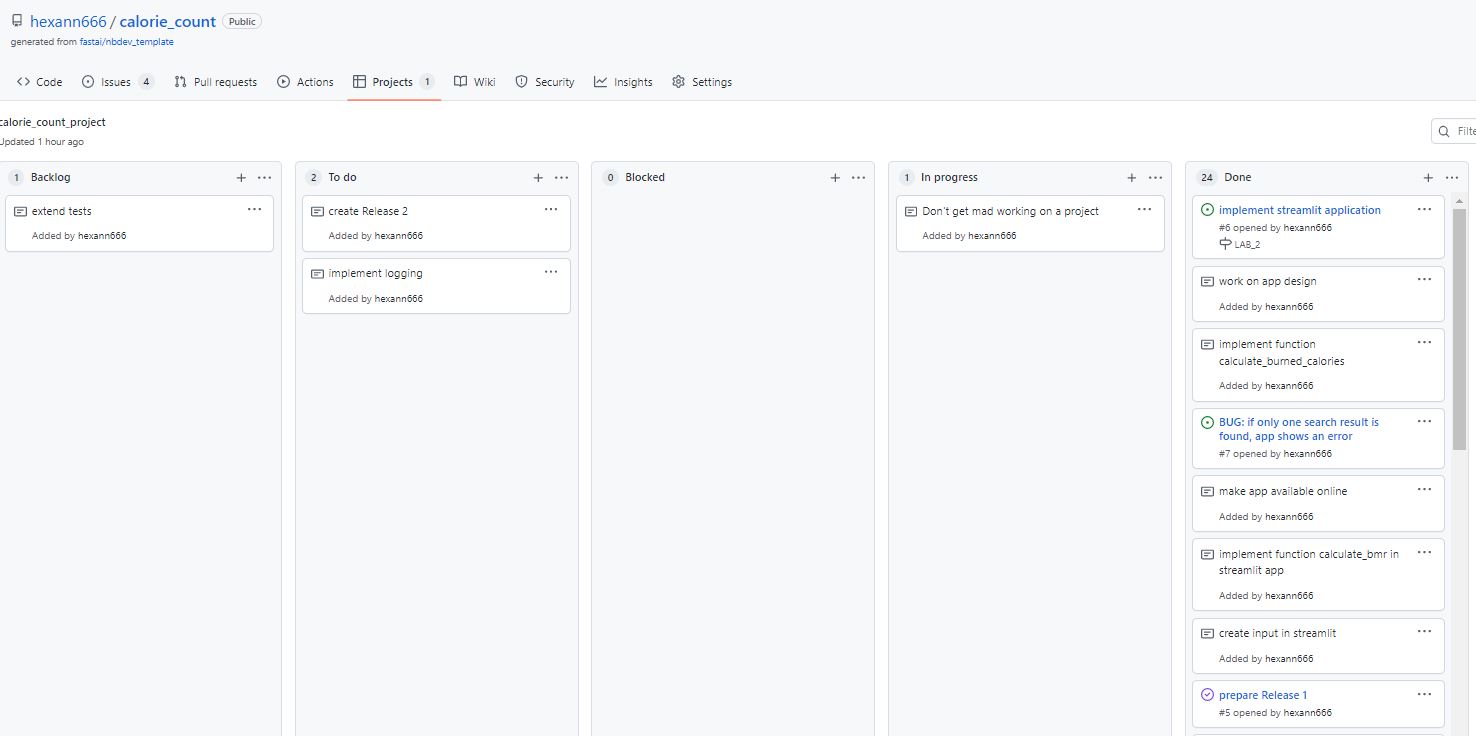 hexann666 / calorie_count Public
generated from fastai/nbdev_template
Code Issues 4 Pull requests Actions Projects 1 Wiki Security Insights Settings
calorie_count_project
Updated 1 hour ago
Filte
1 Backlog
extend tests
Added by hexann666
2 To do
create Release 2
Added by hexann666
implement logging
Added by hexann666
0 Blocked
1 In progress
Don't get mad working on a project
Added by hexann666
24 Done
implement streamlit application
#6 opened by hexann666
LAB_2
work on app design
Added by hexann666
implement function
calculate_burned_calories
Added by hexann666
BUG: if only one search result is
found, app shows an error
#7 opened by hexann666
make app available online
Added by hexann666
implement function calculate_bmr in
streamlit app
Added by hexann666
create input in streamlit
Added by hexann666
prepare Release 1
#5 opened by hexann666